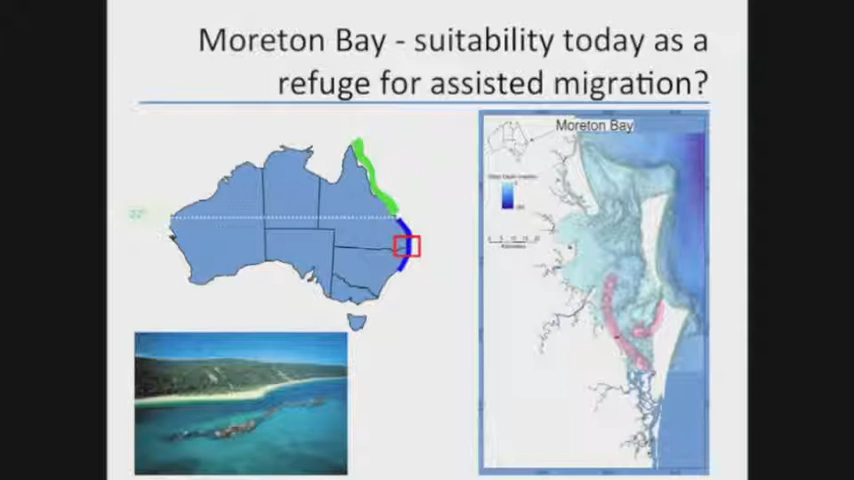 Moreton Bay - suitability today as a
refuge for assisted migration?
Moreton Bay